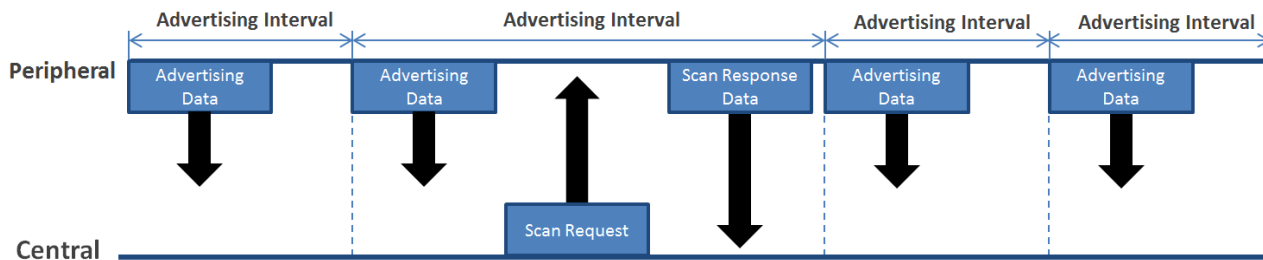 Advertising Interval
Advertising Interval
Advertising Interval
Advertising Interval
Peripheral
Advertising
Data
Advertising
Data
Scan Response
Data
Advertising
Data
Advertising
Data
Scan Request
Central